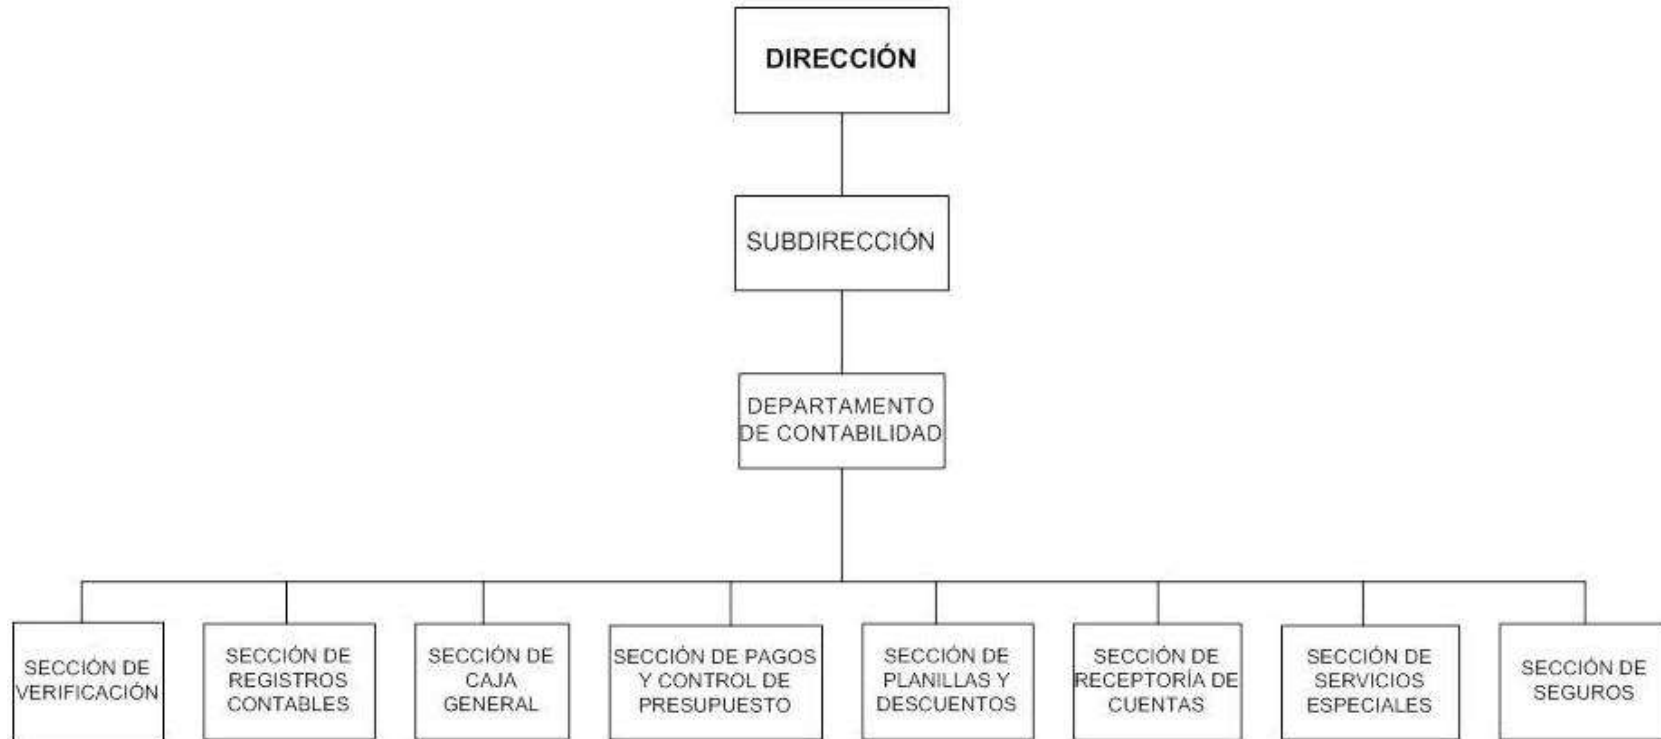 DIRECCIÓN
SUBDIRECCIÓN
DEPARTAMENTO
DE CONTABILIDAD
SECCIÓN DE
VERIFICACIÓN
SECCIÓN DE
REGISTROS
CONTABLES
SECCIÓN DE
CAJA
GENERAL
SECCIÓN DE PAGOS
Y CONTROL DE
PRESUPUESTO
SECCIÓN DE
PLANILLAS Y
DESCUENTOS
SECCIÓN DE
RECEPTORÍA DE
CUENTAS
SECCIÓN DE
SERVICIOS
ESPECIALES
SECCIÓN DE
SEGUROS